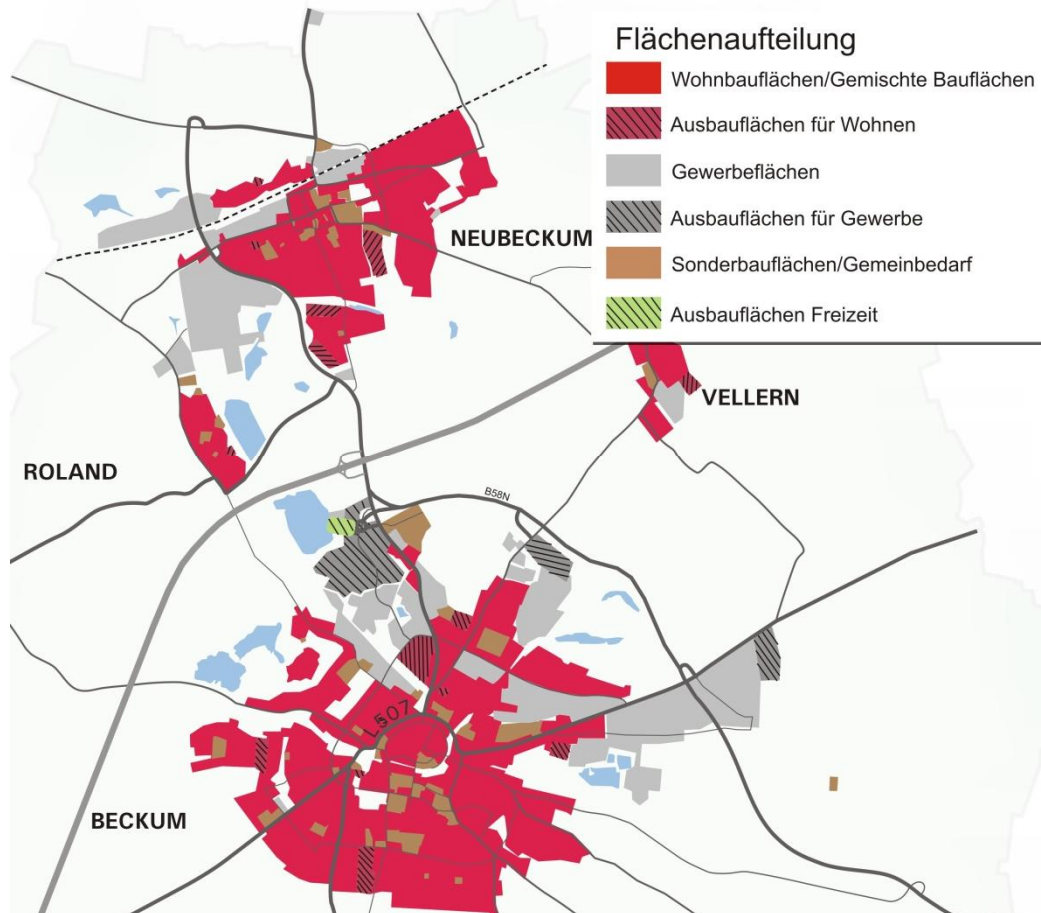 Flächenaufteilung
Wohnbauflächen/Gemischte Bauflächen
Ausbauflächen für Wohnen
Gewerbeflächen
Ausbauflächen für Gewerbe
Sonderbauflächen/Gemeinbedarf
Ausbauflächen Freizeit
NEUBECKUM
VELLERN
ROLAND
B58N
L507
BECKUM